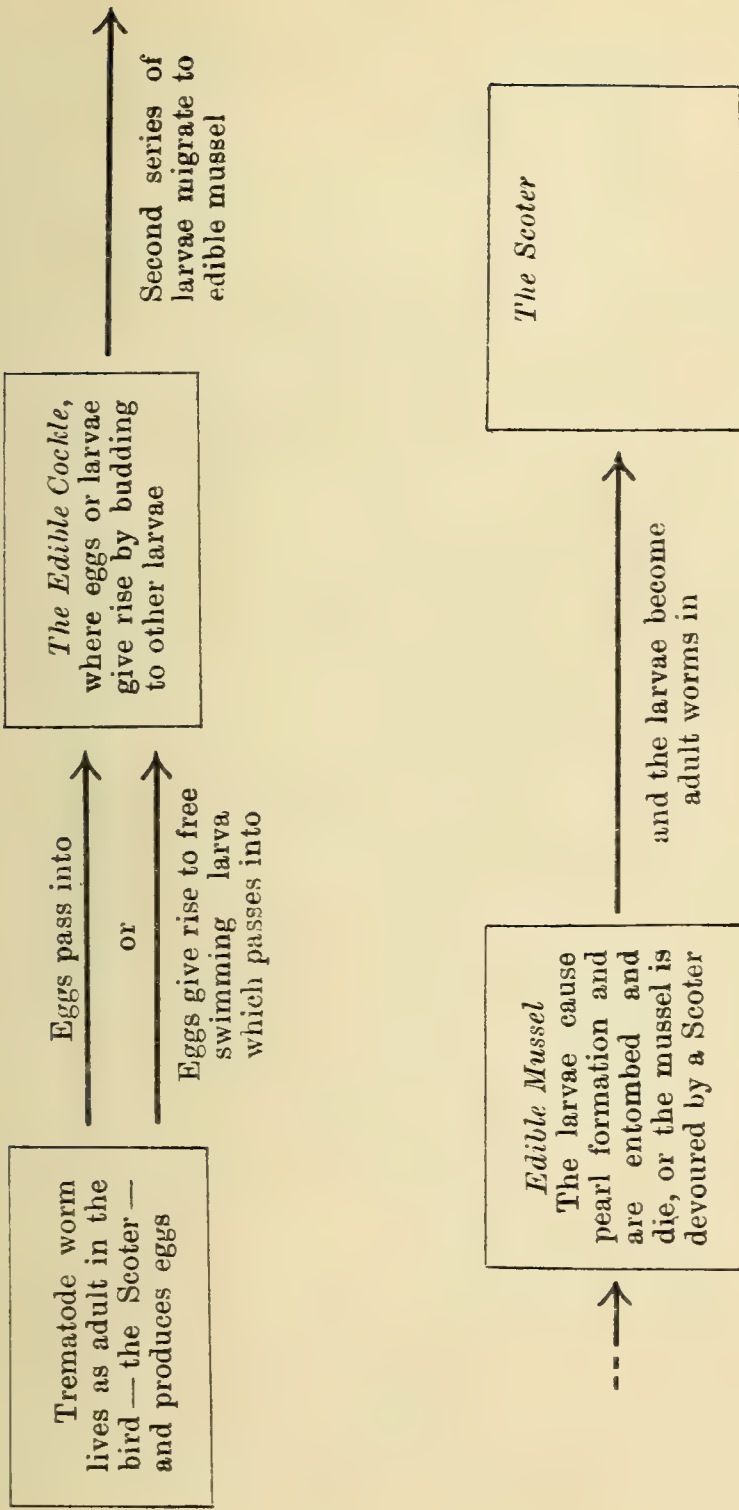 Trematode worm
lives as adult in the
bird — the Scoter —
and produces eggs
Eggs pass into
or
Eggs give rise to free
swimming larva
which passes into
The Edible Cockle,
where eggs or larvae
give rise by budding
to other larvae
Second series of
larvae migrate to
edible mussel
Edible Mussel
The larvae cause
pearl formation and
are entombed and
die, or the mussel is
devoured by a Scoter
and the larvae become
adult worms in
The Scoter